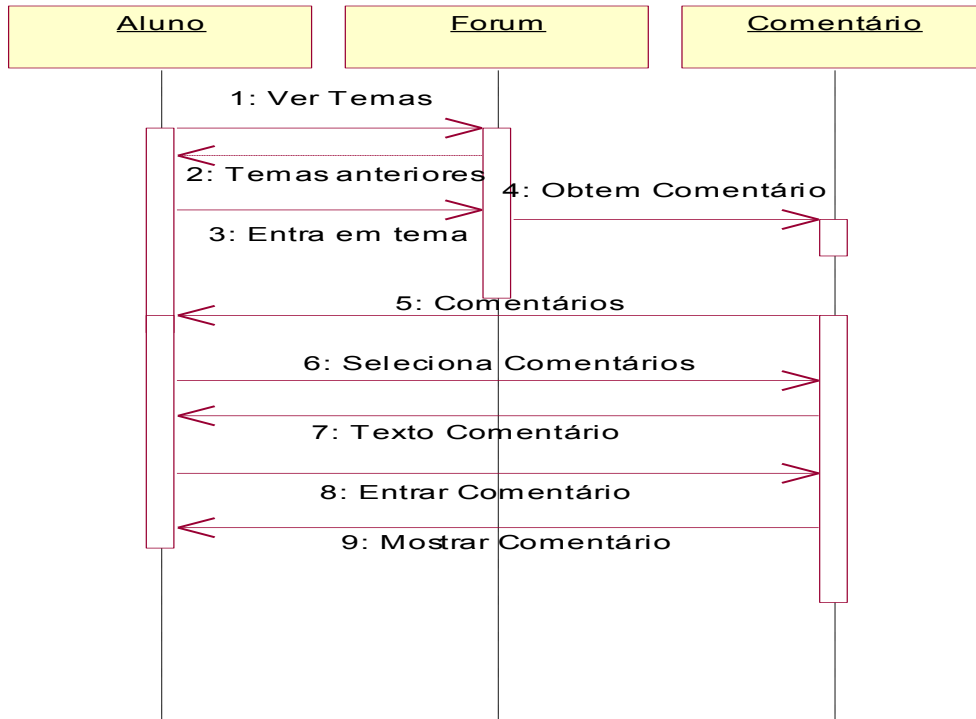 Aluno
Forum
Comentário
1: Ver Temas
2: Temas anteriores
4: Obtem Comentário
3: Entra em tema
5: Comentários
6: Seleciona Comentários
7: Texto Comentário
8: Entrar Comentário
9: Mostrar Comentário